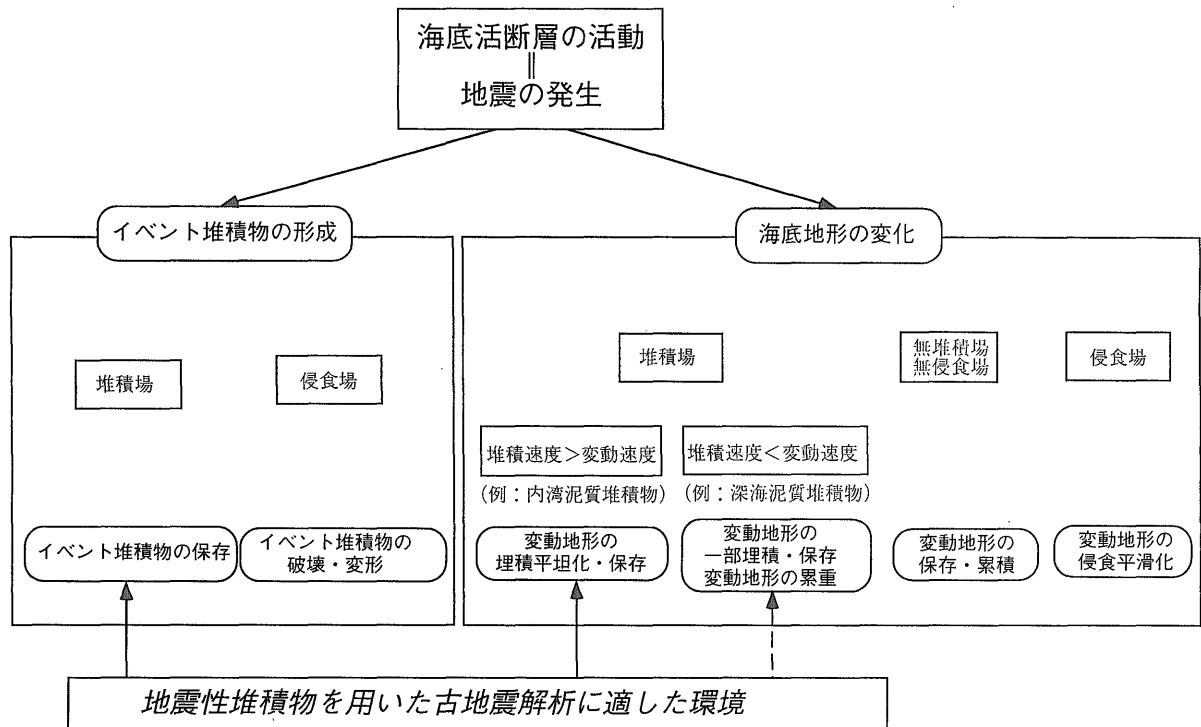 海底活断層の活動
||
地震の発生
イベント堆積物の形成
海底地形の変化
堆積場
侵食場
堆積場
無堆積場
無侵食場
侵食場
堆積速度>変動速度
堆積速度<変動速度
(例:内湾泥質堆積物)
(例:深海泥質堆積物)
イベント堆積物の保存
イベント堆積物の
破壊・変形
変動地形の
埋積平坦化・保存
変動地形の
一部埋積・保存
変動地形の累重
変動地形の
保存・累積
変動地形の
侵食平滑化
地震性堆積物を用いた古地震解析に適した環境